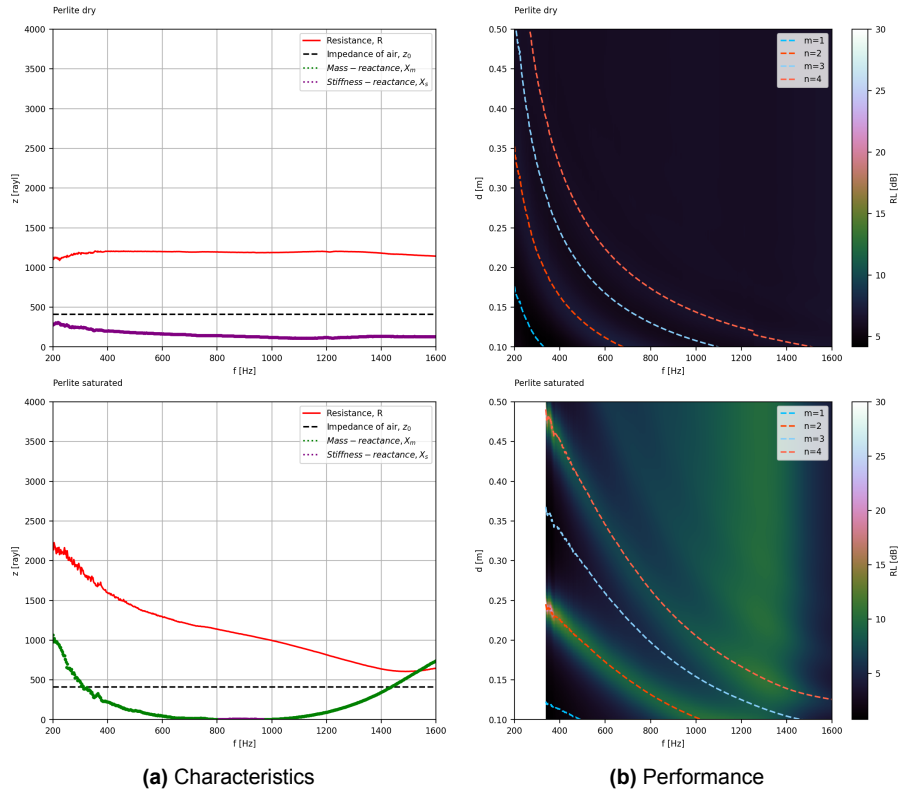 Perlite dry
4000
3500
3000
2500
2000
1500
1000
500
0
z [rayl]
200 400 600 800 1000 1200 1400 1600
f [Hz]
Resistance, R
Impedance of air, z₀
Mass − reactance, Xₘ
Stiffness − reactance, Xₛ
Perlite dry
0.50
0.45
0.40
0.35
0.30
0.25
0.20
0.15
0.10
d [m]
200 400 600 800 1000 1200 1400 1600
f [Hz]
m=1
n=2
m=3
n=4
30
25
20
15
10
5
RL [dB]
Perlite saturated
4000
3500
3000
2500
2000
1500
1000
500
0
z [rayl]
200 400 600 800 1000 1200 1400 1600
f [Hz]
Resistance, R
Impedance of air, z₀
Mass − reactance, Xₘ
Stiffness − reactance, Xₛ
Perlite saturated
0.50
0.45
0.40
0.35
0.30
0.25
0.20
0.15
0.10
d [m]
200 400 600 800 1000 1200 1400 1600
f [Hz]
m=1
n=2
m=3
n=4
30
25
20
15
10
5
RL [dB]
(a) Characteristics
(b) Performance